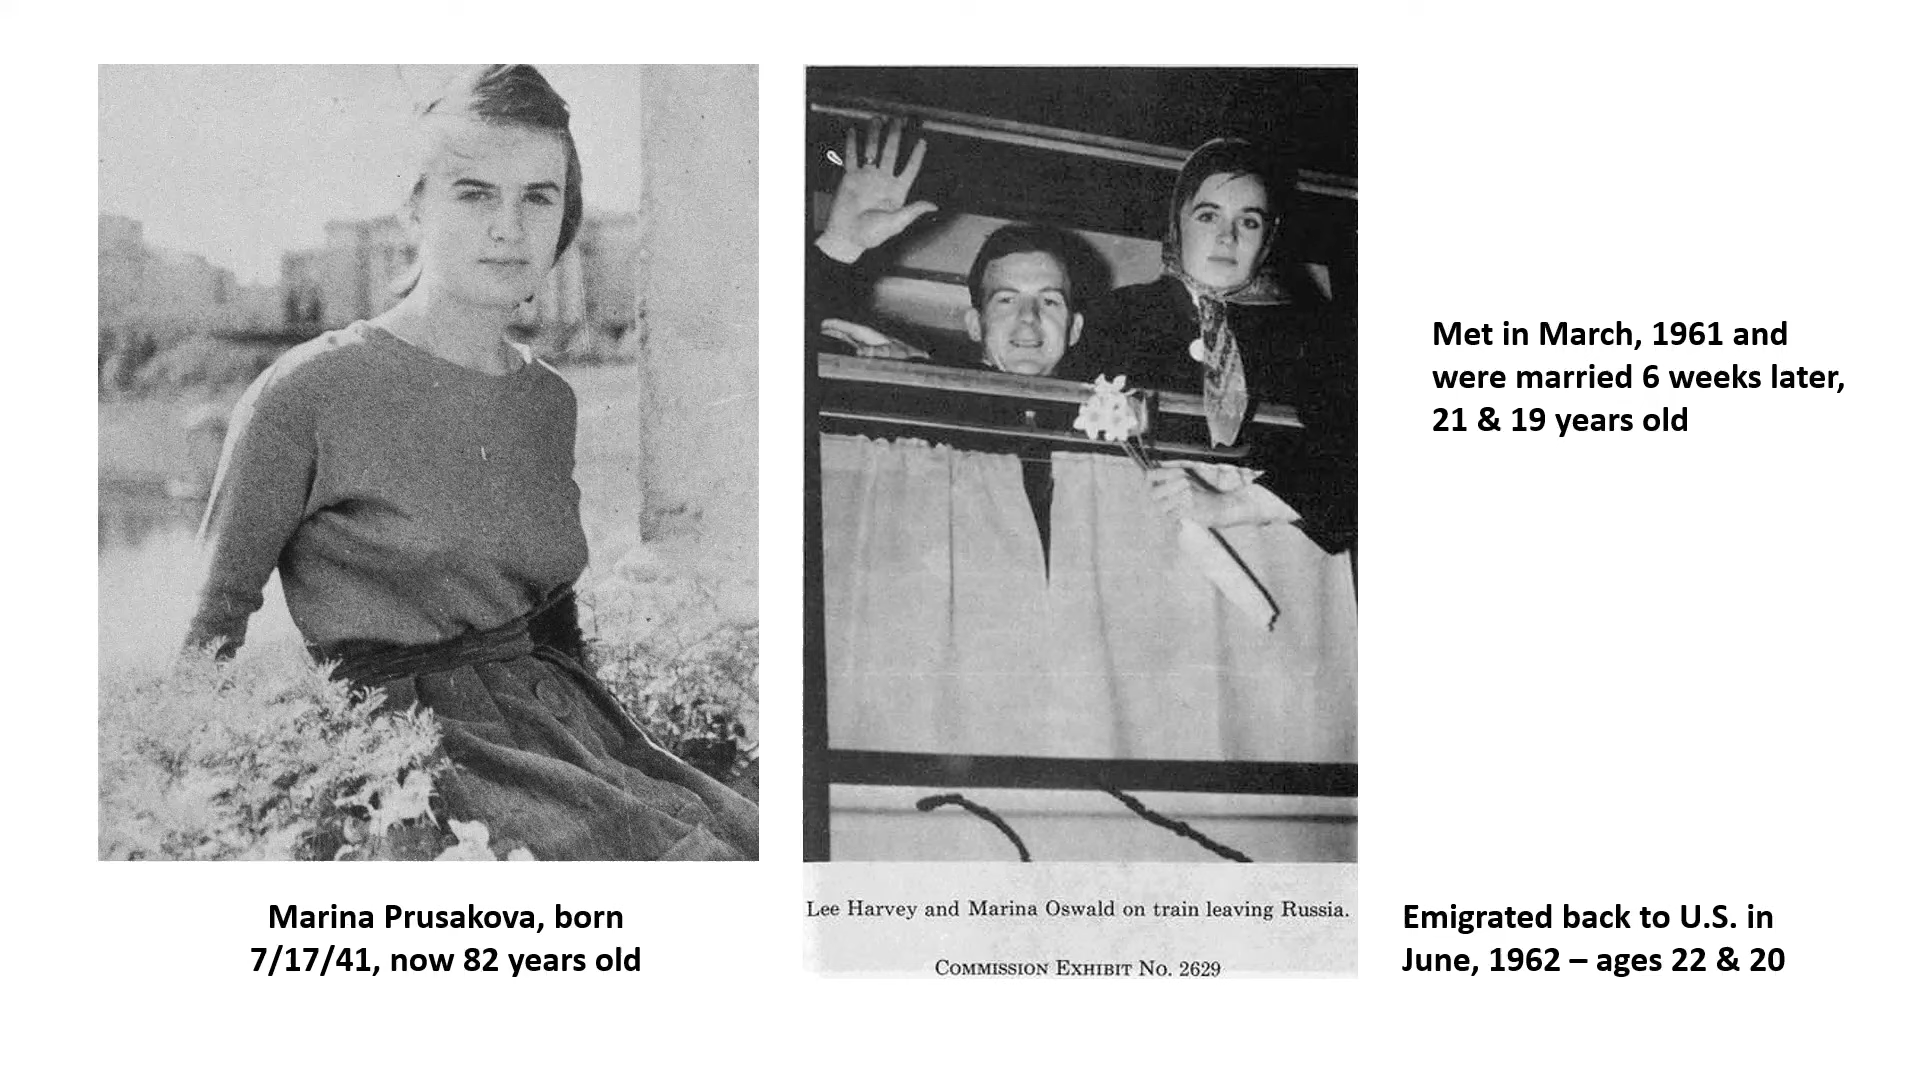 Met in March, 1961 and
were married 6 weeks later,
21 & 19 years old
Marina Prusakova, born
7/17/41, now 82 years old
Lee Harvey and Marina Oswald on train leaving Russia.
COMMISSION EXHIBIT NO. 2629
Emigrated back to U.S. in
June, 1962 – ages 22 & 20